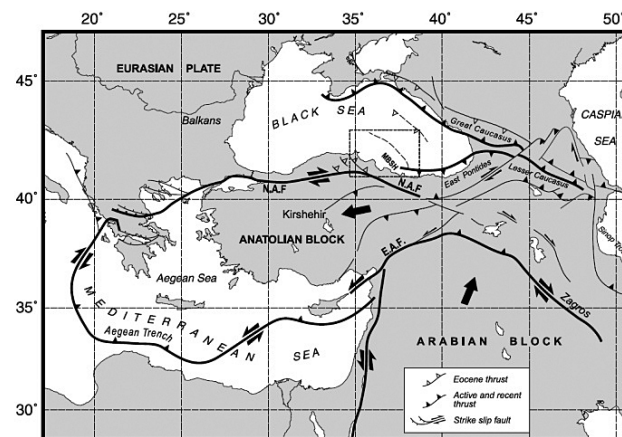 20° 25° 30° 35° 40° 45° 50°
45°
40°
35°
30°
EURASIAN PLATE
Balkans
BLACK SEA
Great Caucasus
CASPIAN
SEA
MBSH
East Pontides
Lesser Caucasus
N.A.F
N.A.F
Kirshehir
ANATOLIAN BLOCK
E.A.F.
Aegean Sea
MEDITERRANEAN
SEA
Aegean Trench
Zagros
ARABIAN BLOCK
Eocene thrust
Active and recent
thrust
Strike slip fault